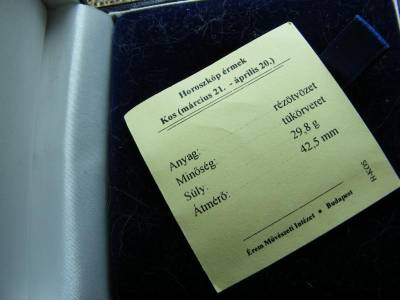 Horoszkóp érmek
Kos (március 21. - április 20.)
Anyag: rézötvözet
Minőség: tükörveret
Súly: 29,8 g
Átmérő: 42,5 mm
H-KOS
Érem Művészeti Intézet • Budapest